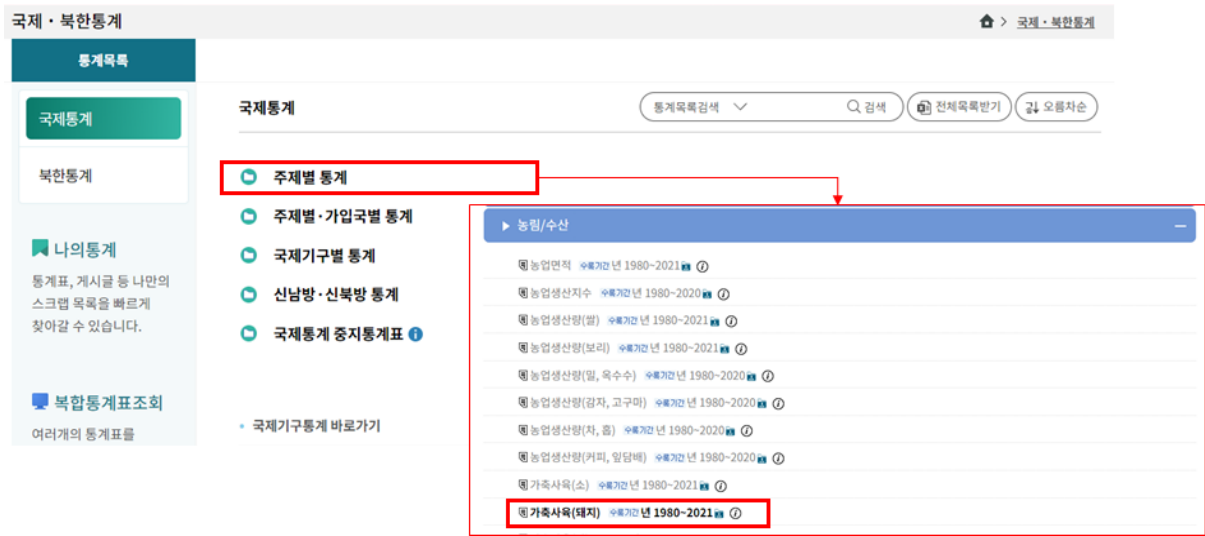 국제・북한통계
> 국제・북한통계
통계목록
국제통계
북한통계
나의통계
통계표, 게시글 등 나만의
스크랩 목록을 빠르게
찾아갈 수 있습니다.
복합통계표조회
여러개의 통계표를
국제통계
통계목록검색
검색
전체목록받기
오름차순
주제별 통계
주제별·가입국별 통계
국제기구별 통계
신남방·신북방 통계
국제통계 중지통계표
• 국제기구통계 바로가기
농림/수산
농업면적 수록기간 년 1980~2021
농업생산지수 수록기간 년 1980~2020
농업생산량(쌀) 수록기간 년 1980~2021
농업생산량(보리) 수록기간 년 1980~2021
농업생산량(밀, 옥수수) 수록기간 년 1980~2020
농업생산량(감자, 고구마) 수록기간 년 1980~2020
농업생산량(차, 홉) 수록기간 년 1980~2020
농업생산량(커피, 잎담배) 수록기간 년 1980~2020
가축사육(소) 수록기간 년 1980~2021
가축사육(돼지) 수록기간 년 1980~2021